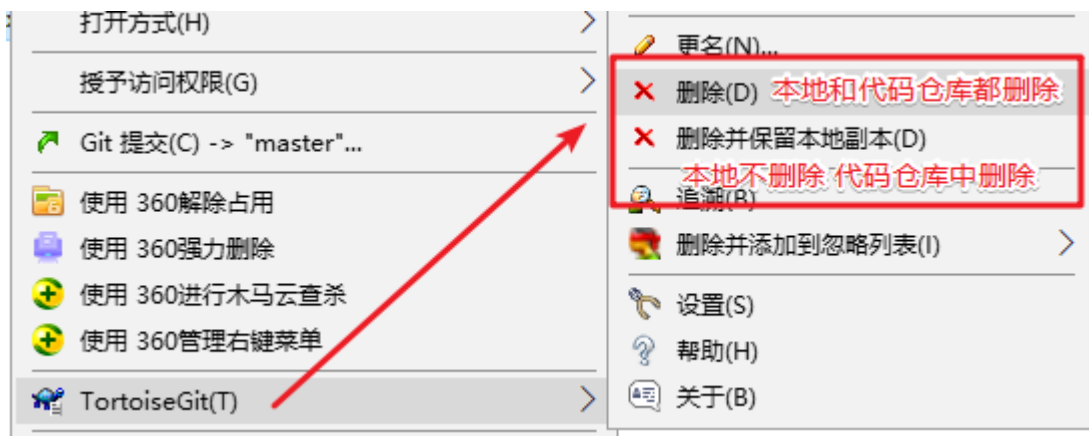 打开方式(H)
授予访问权限(G)
Git 提交(C) -> "master"...
使用 360解除占用
使用 360强力删除
使用 360进行木马云查杀
使用 360管理右键菜单
TortoiseGit(T)
更名(N)...
删除(D) 本地和代码仓库都删除
删除并保留本地副本(D)
本地不删除 代码仓库中删除
追溯(B)
删除并添加到忽略列表(I)
设置(S)
帮助(H)
关于(B)